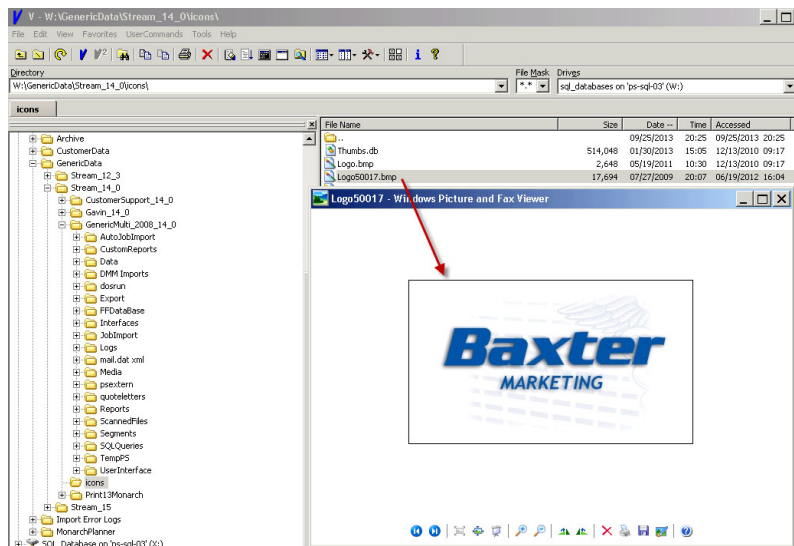 V - W:\GenericData\Stream_14_0\icons\
File Edit View Favorites UserCommands Tools Help
Directory File Mask Drives
W:\GenericData\Stream_14_0\icons\ *.* sql_databases on 'ps-sql-03' (W:)
icons
File Name Size Date -- Time Accessed
.. 09/25/2013 20:25 09/25/2013 20:25
Thumbs.db 514,048 01/30/2013 15:05 12/13/2010 09:17
Logo.bmp 2,648 05/19/2011 10:30 12/13/2010 09:17
Logo50017.bmp 17,694 07/27/2009 20:07 06/19/2012 16:04
Archive
CustomerData
GenericData
Stream_12_3
Stream_14_0
CustomerSupport_14_0
Gavin_14_0
GenericMulti_2008_14_0
AutoJobImport
CustomReports
Data
DMM Imports
dosrun
Export
FFDataBase
Interfaces
JobImport
Logs
mail.dat xml
Media
psextern
quoteletters
Reports
ScannedFiles
Segments
SQLQueries
TempPS
UserInterface
icons
Print13Monarch
Stream_15
Import Error Logs
MonarchPlanner
SQL_Database on 'ps-sql-03' (X:)
Logo50017 - Windows Picture and Fax Viewer
Baxter
MARKETING